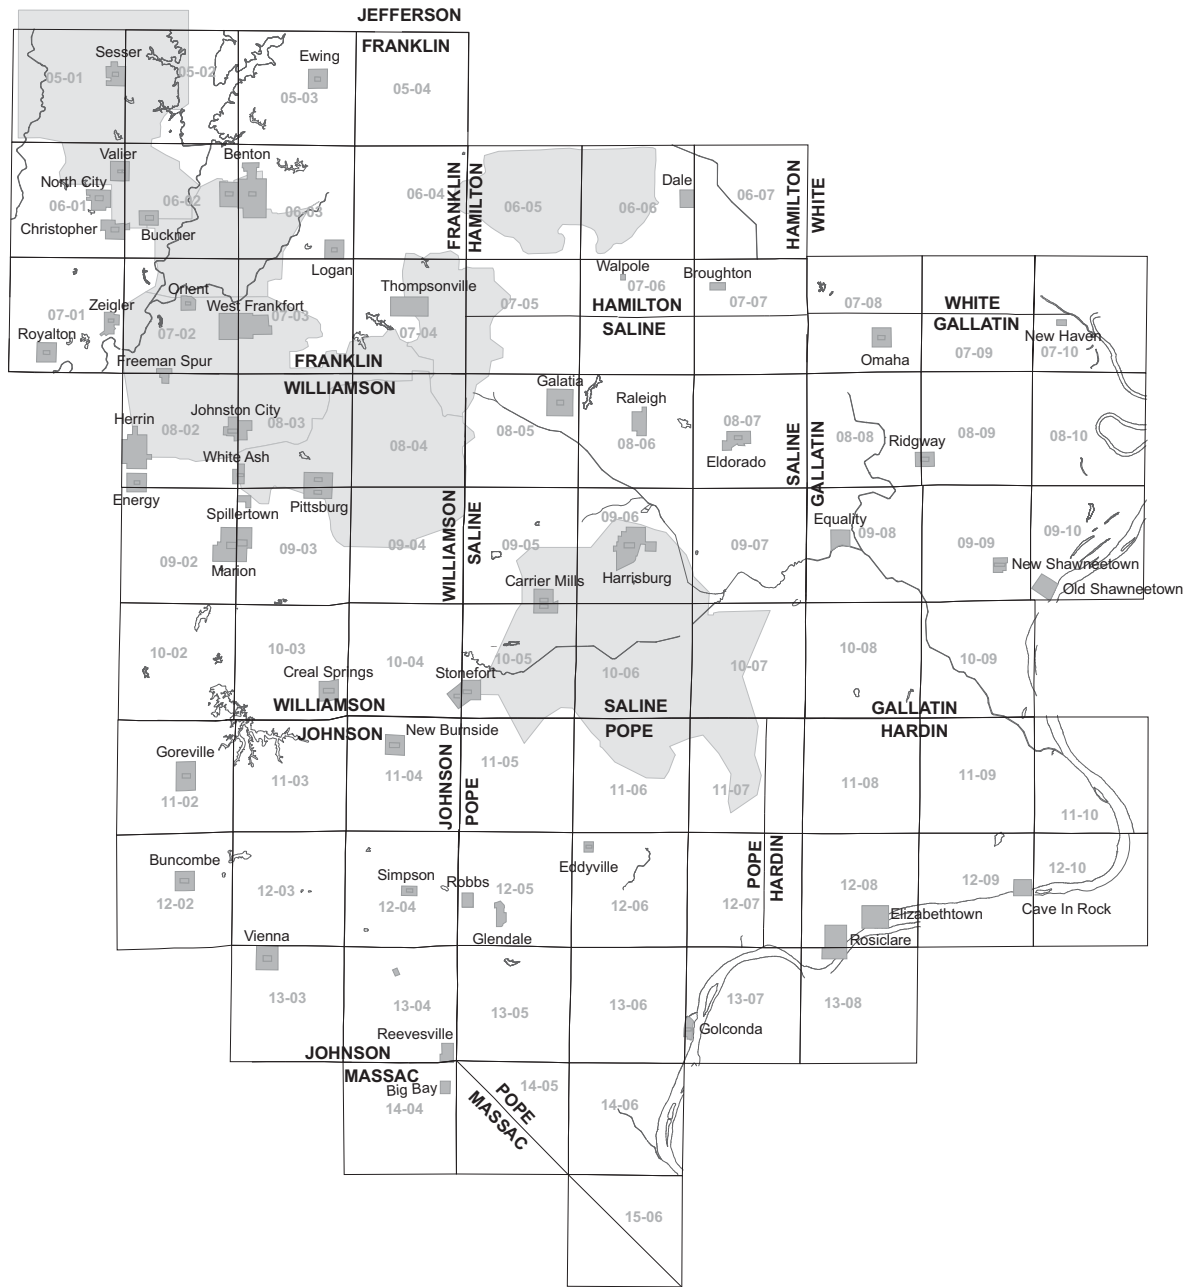 JEFFERSON
FRANKLIN
Sesser
Ewing
05-01
05-02
05-03
05-04
Valier
Benton
North City
06-01
06-02
06-03
06-04
FRANKLIN
HAMILTON
06-05
06-06
Dale
06-07
HAMILTON
WHITE
Christopher
Buckner
Logan
Walpole
Broughton
Thompsonville
Orient
West Frankfort
Zeigler
07-01
07-02
07-03
07-04
07-05
07-06
07-07
07-08
HAMILTON
SALINE
WHITE
GALLATIN
Royalton
Freeman Spur
FRANKLIN
WILLIAMSON
Omaha
07-09
New Haven
07-10
Galatia
Raleigh
Herrin
Johnston City
08-02
08-03
08-04
08-05
08-06
08-07
Eldorado
SALINE
GALLATIN
08-08
Ridgway
08-09
08-10
White Ash
Energy
Pittsburg
Spillertown
WILLIAMSON
SALINE
09-06
Equality
09-02
Marion
09-03
09-04
09-05
Carrier Mills
Harrisburg
09-07
09-08
09-09
09-10
New Shawneetown
Old Shawneetown
10-02
10-03
Creal Springs
10-04
Stonefort
10-05
10-06
10-07
10-08
10-09
WILLIAMSON
JOHNSON
SALINE
POPE
GALLATIN
HARDIN
New Burnside
Goreville
11-02
11-03
11-04
JOHNSON
POPE
11-05
11-06
11-07
11-08
11-09
11-10
Buncombe
12-02
12-03
Simpson
12-04
Robbs
12-05
Glendale
Eddyville
12-06
12-07
POPE
HARDIN
12-08
Elizabethtown
12-09
12-10
Cave In Rock
Rosiclare
Vienna
13-03
13-04
13-05
13-06
13-07
13-08
Golconda
Reevesville
JOHNSON
MASSAC
Big Bay
14-04
14-05
POPE
MASSAC
14-06
15-06